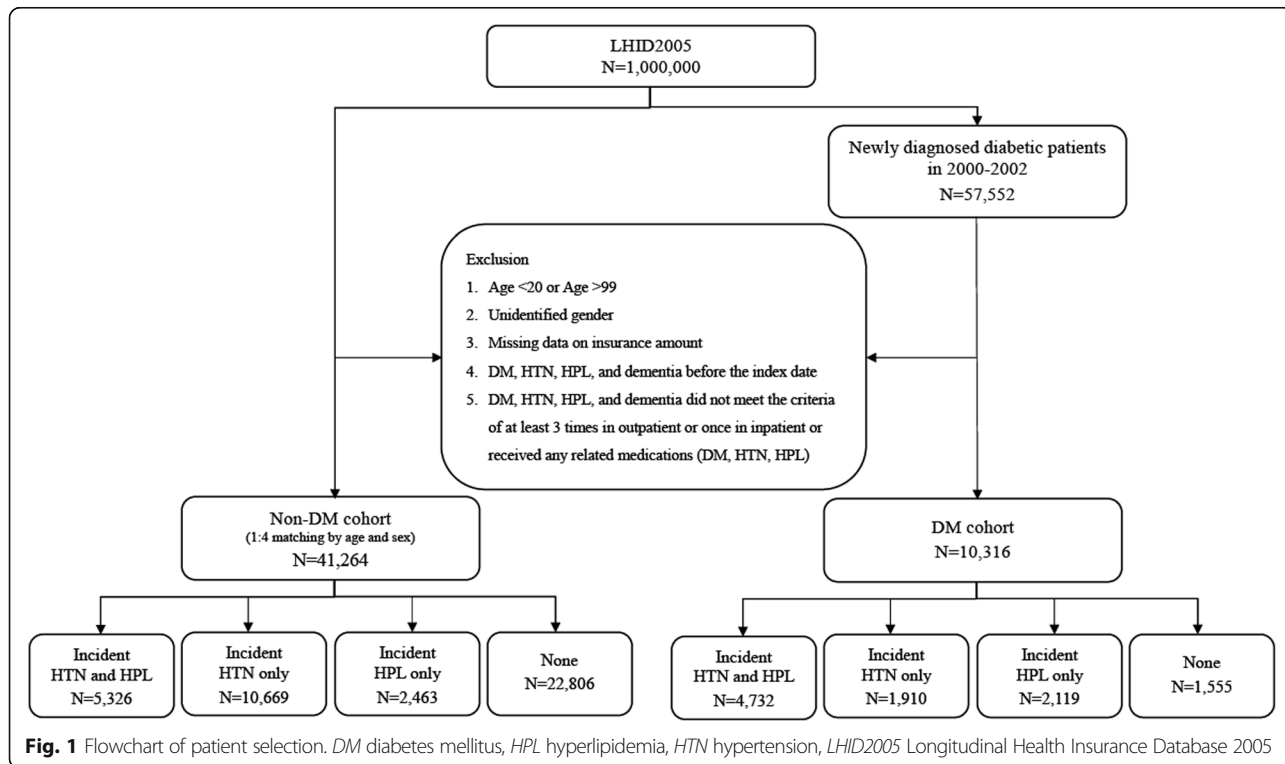 LHID2005
N=1,000,000
Newly diagnosed diabetic patients
in 2000-2002
N=57,552
Exclusion
1. Age <20 or Age >99
2. Unidentified gender
3. Missing data on insurance amount
4. DM, HTN, HPL, and dementia before the index date
5. DM, HTN, HPL, and dementia did not meet the criteria
of at least 3 times in outpatient or once in inpatient or
received any related medications (DM, HTN, HPL)
Non-DM cohort
(1:4 matching by age and sex)
N=41,264
DM cohort
N=10,316
Incident
HTN and HPL
N=5,326
Incident
HTN only
N=10,669
Incident
HPL only
N=2,463
None
N=22,806
Incident
HTN and HPL
N=4,732
Incident
HTN only
N=1,910
Incident
HPL only
N=2,119
None
N=1,555
Fig. 1 Flowchart of patient selection. DM diabetes mellitus, HPL hyperlipidemia, HTN hypertension, LHID2005 Longitudinal Health Insurance Database 2005